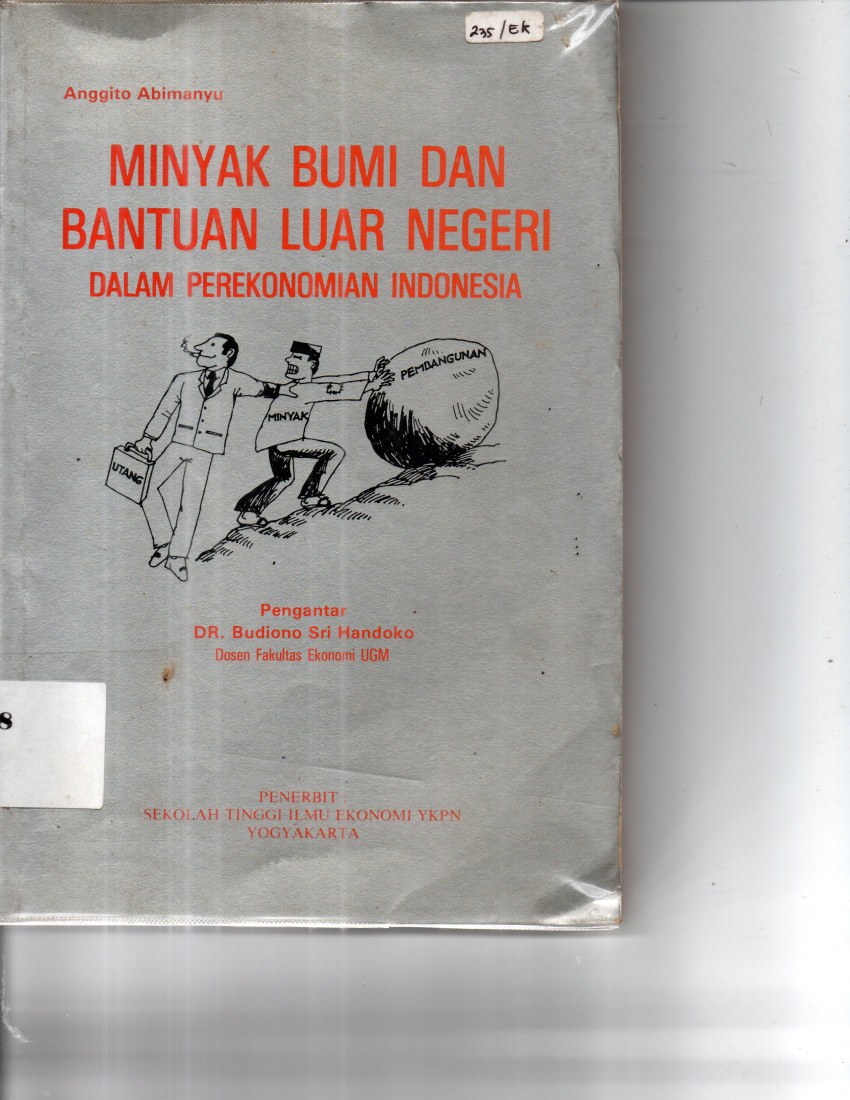 235/EK
Anggito Abimanyu
MINYAK BUMI DAN
BANTUAN LUAR NEGERI
DALAM PEREKONOMIAN INDONESIA
PEMBANGUNAN
MINYAK
UTANG
Pengantar
DR. Budiono Sri Handoko
Dosen Fakultas Ekonomi UGM
8
PENERBIT :
SEKOLAH TINGGI ILMU EKONOMI YKPN
YOGYAKARTA